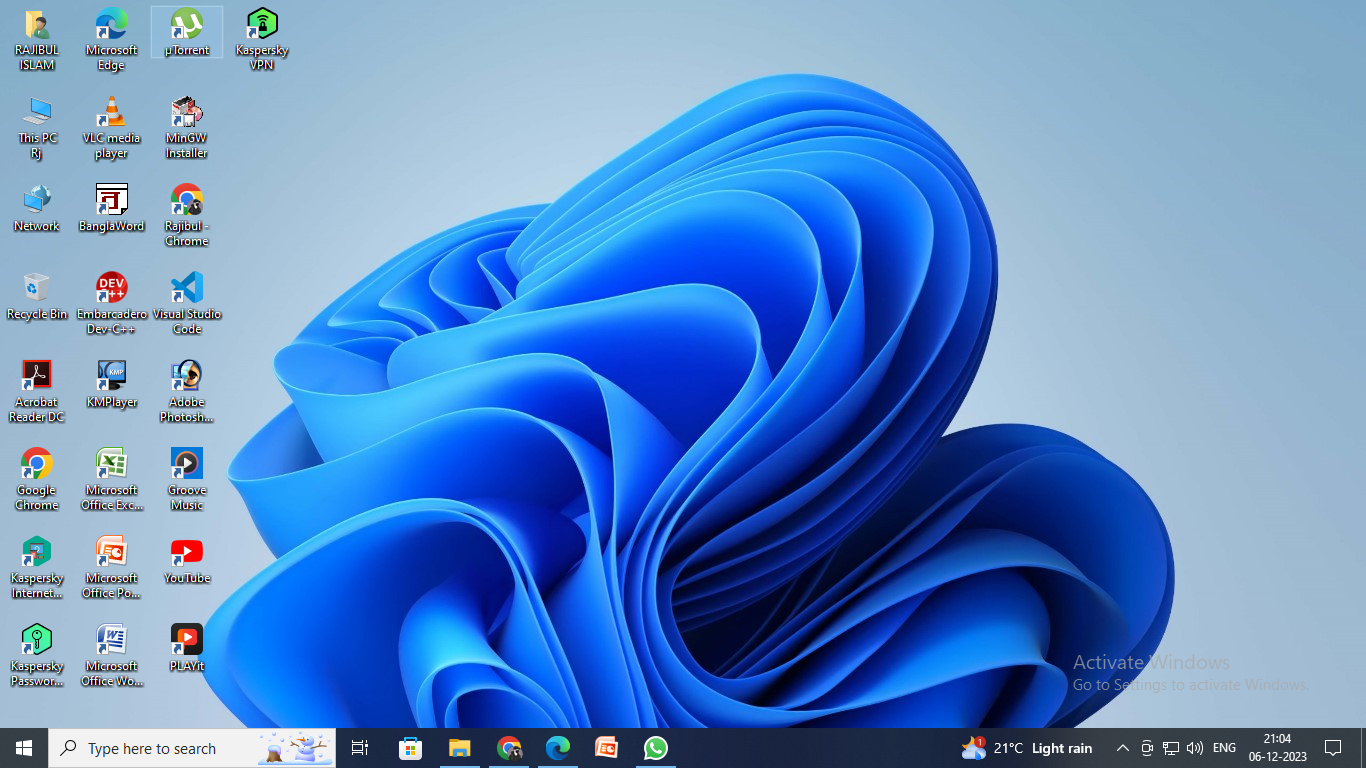 RAJIBUL
ISLAM
Microsoft
Edge
µTorrent
Kaspersky
VPN
This PC
Rj
VLC media
player
MinGW
Installer
Network
BanglaWord
Rajibul -
Chrome
Recycle Bin
DEV
++
Embarcadero
Dev-C++
Visual Studio
Code
Acrobat
Reader DC
KMP
KMPlayer
Adobe
Photosh...
Google
Chrome
Microsoft
Office Exc...
Groove
Music
Kaspersky
Internet...
Microsoft
Office Po...
YouTube
Kaspersky
Passwor...
Microsoft
Office Wo...
PLAYit
Activate Windows
Go to Settings to activate Windows.
Type here to search
1
21°C Light rain
ENG
21:04
06-12-2023